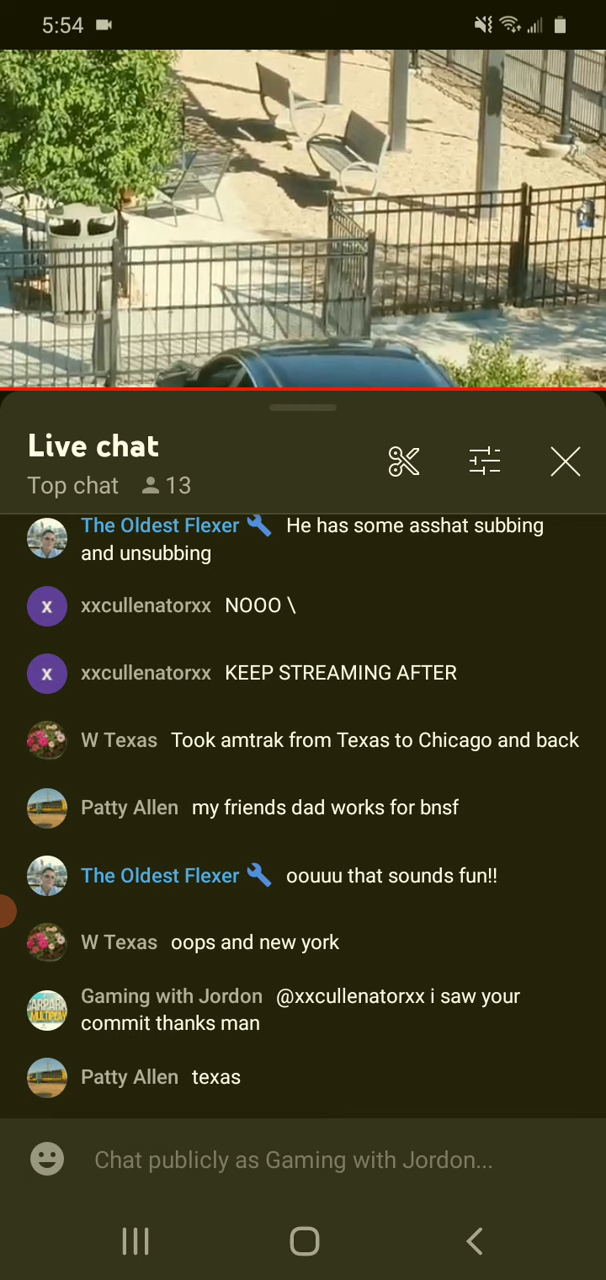 5:54
Live chat
Top chat 13
The Oldest Flexer He has some asshat subbing
and unsubbing
x xxcullenatorxx NOOO \
x xxcullenatorxx KEEP STREAMING AFTER
W Texas Took amtrak from Texas to Chicago and back
Patty Allen my friends dad works for bnsf
The Oldest Flexer oouuu that sounds fun!!
W Texas oops and new york
Gaming with Jordon @xxcullenatorxx i saw your
commit thanks man
Patty Allen texas
Chat publicly as Gaming with Jordon...